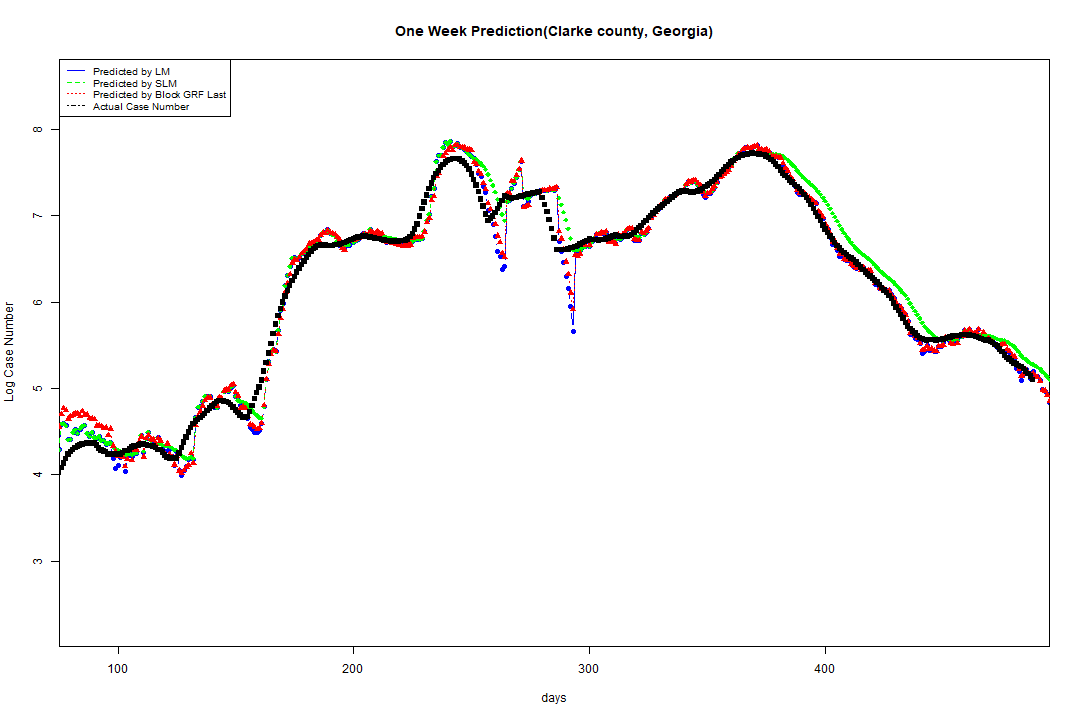 One Week Prediction(Clarke county, Georgia)
Predicted by LM
Predicted by SLM
Predicted by Block GRF Last
Actual Case Number
8
7
6
5
4
3
Log Case Number
100
200
300
400
days